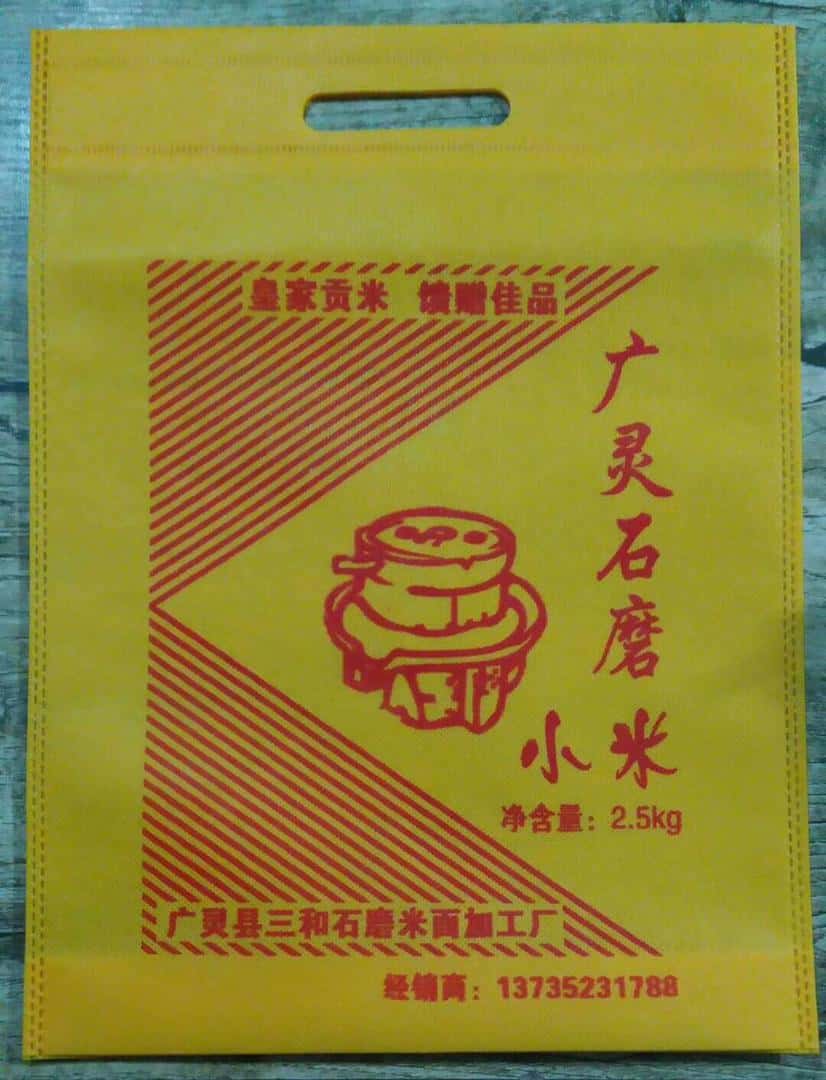 皇家贡米 馈赠佳品
广灵石磨
小米
净含量：2.5kg
广灵县三和石磨米面加工厂
经销商：13735231788